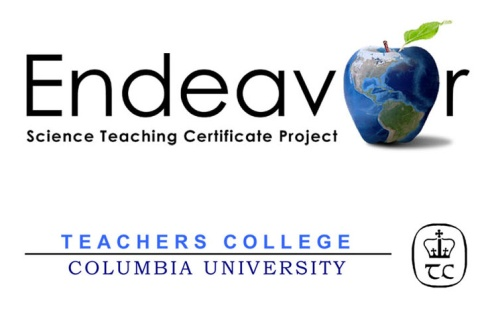 Endeavor
Science Teaching Certificate Project
TEACHERS COLLEGE
COLUMBIA UNIVERSITY
TC